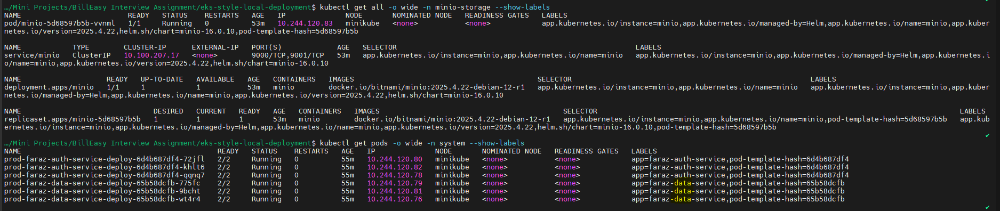 …/Mini Projects/BillEasy Interview Assignment/eks-style-local-deployment$ kubectl get all -o wide -n minio-storage --show-labels
NAME READY STATUS RESTARTS AGE IP NODE NOMINATED NODE READINESS GATES LABELS
pod/minio-5d68597b5b-vvnml 1/1 Running 0 53m 10.244.120.83 minikube <none> <none> app.kubernetes.io/instance=minio,app.kubernetes.io/managed-by=Helm,app.kubernetes.io/name=minio,app.kuber
netes.io/version=2025.4.22,helm.sh/chart=minio-16.0.10,pod-template-hash=5d68597b5b
NAME TYPE CLUSTER-IP EXTERNAL-IP PORT(S) AGE SELECTOR LABELS
service/minio ClusterIP 10.100.207.17 <none> 9000/TCP,9001/TCP 53m app.kubernetes.io/instance=minio,app.kubernetes.io/name=minio app.kubernetes.io/instance=minio,app.kubernetes.io/managed-by=Helm,app.kubernetes.i
o/name=minio,app.kubernetes.io/version=2025.4.22,helm.sh/chart=minio-16.0.10
NAME READY UP-TO-DATE AVAILABLE AGE CONTAINERS IMAGES SELECTOR LABELS
deployment.apps/minio 1/1 1 1 53m minio docker.io/bitnami/minio:2025.4.22-debian-12-r1 app.kubernetes.io/instance=minio,app.kubernetes.io/name=minio app.kubernetes.io/instance=minio,app.kuber
netes.io/managed-by=Helm,app.kubernetes.io/name=minio,app.kubernetes.io/version=2025.4.22,helm.sh/chart=minio-16.0.10
NAME DESIRED CURRENT READY AGE CONTAINERS IMAGES SELECTOR LABELS
replicaset.apps/minio-5d68597b5b 1 1 1 53m minio docker.io/bitnami/minio:2025.4.22-debian-12-r1 app.kubernetes.io/instance=minio,app.kubernetes.io/name=minio,pod-template-hash=5d68597b5b app.kub
ernetes.io/instance=minio,app.kubernetes.io/managed-by=Helm,app.kubernetes.io/name=minio,app.kubernetes.io/version=2025.4.22,helm.sh/chart=minio-16.0.10,pod-template-hash=5d68597b5b
…/Mini Projects/BillEasy Interview Assignment/eks-style-local-deployment$ kubectl get pods -o wide -n system --show-labels
NAME READY STATUS RESTARTS AGE IP NODE NOMINATED NODE READINESS GATES LABELS
prod-faraz-auth-service-deploy-6d4b687df4-72jfl 2/2 Running 0 55m 10.244.120.80 minikube <none> <none> app=faraz-auth-service,pod-template-hash=6d4b687df4
prod-faraz-auth-service-deploy-6d4b687df4-khlt6 2/2 Running 0 55m 10.244.120.82 minikube <none> <none> app=faraz-auth-service,pod-template-hash=6d4b687df4
prod-faraz-auth-service-deploy-6d4b687df4-qqnq7 2/2 Running 0 55m 10.244.120.78 minikube <none> <none> app=faraz-auth-service,pod-template-hash=6d4b687df4
prod-faraz-data-service-deploy-65b58dcfb-775fc 2/2 Running 0 55m 10.244.120.79 minikube <none> <none> app=faraz-data-service,pod-template-hash=65b58dcfb
prod-faraz-data-service-deploy-65b58dcfb-9bcht 2/2 Running 0 55m 10.244.120.81 minikube <none> <none> app=faraz-data-service,pod-template-hash=65b58dcfb
prod-faraz-data-service-deploy-65b58dcfb-wt4r4 2/2 Running 0 55m 10.244.120.76 minikube <none> <none> app=faraz-data-service,pod-template-hash=65b58dcfb